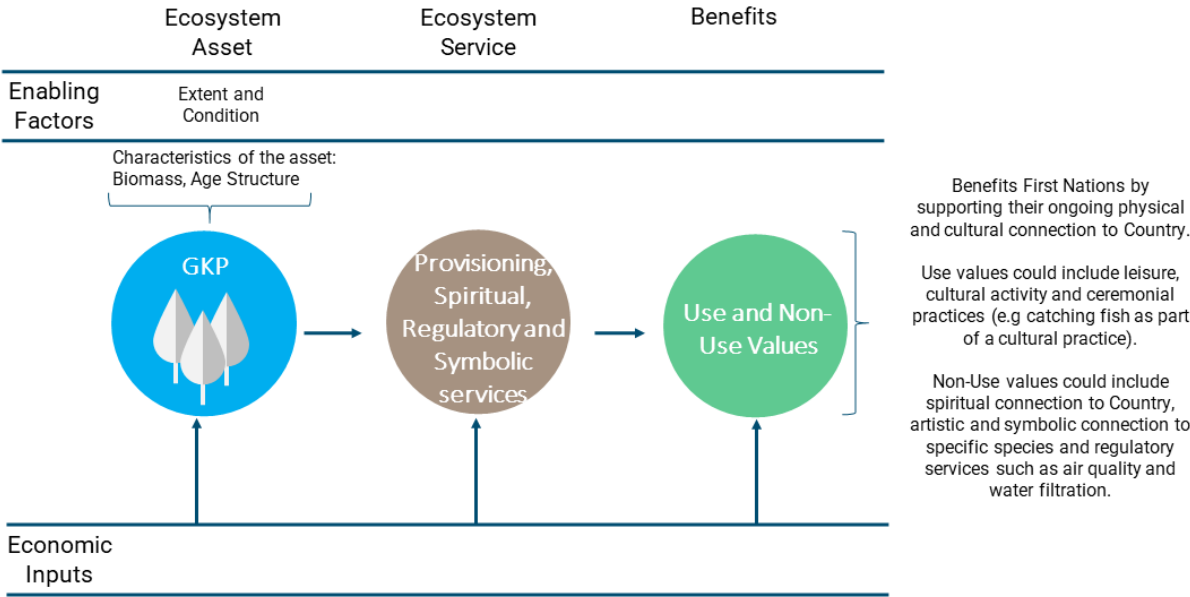 Ecosystem
Asset
Ecosystem
Service
Benefits
Enabling
Factors
Extent and
Condition
Characteristics of the asset:
Biomass, Age Structure
GKP
Provisioning,
Spiritual,
Regulatory and
Symbolic
services
Use and Non-
Use Values
Benefits First Nations by
supporting their ongoing physical
and cultural connection to Country.
Use values could include leisure,
cultural activity and ceremonial
practices (e.g catching fish as part
of a cultural practice).
Non-Use values could include
spiritual connection to Country,
artistic and symbolic connection to
specific species and regulatory
services such as air quality and
water filtration.
Economic
Inputs